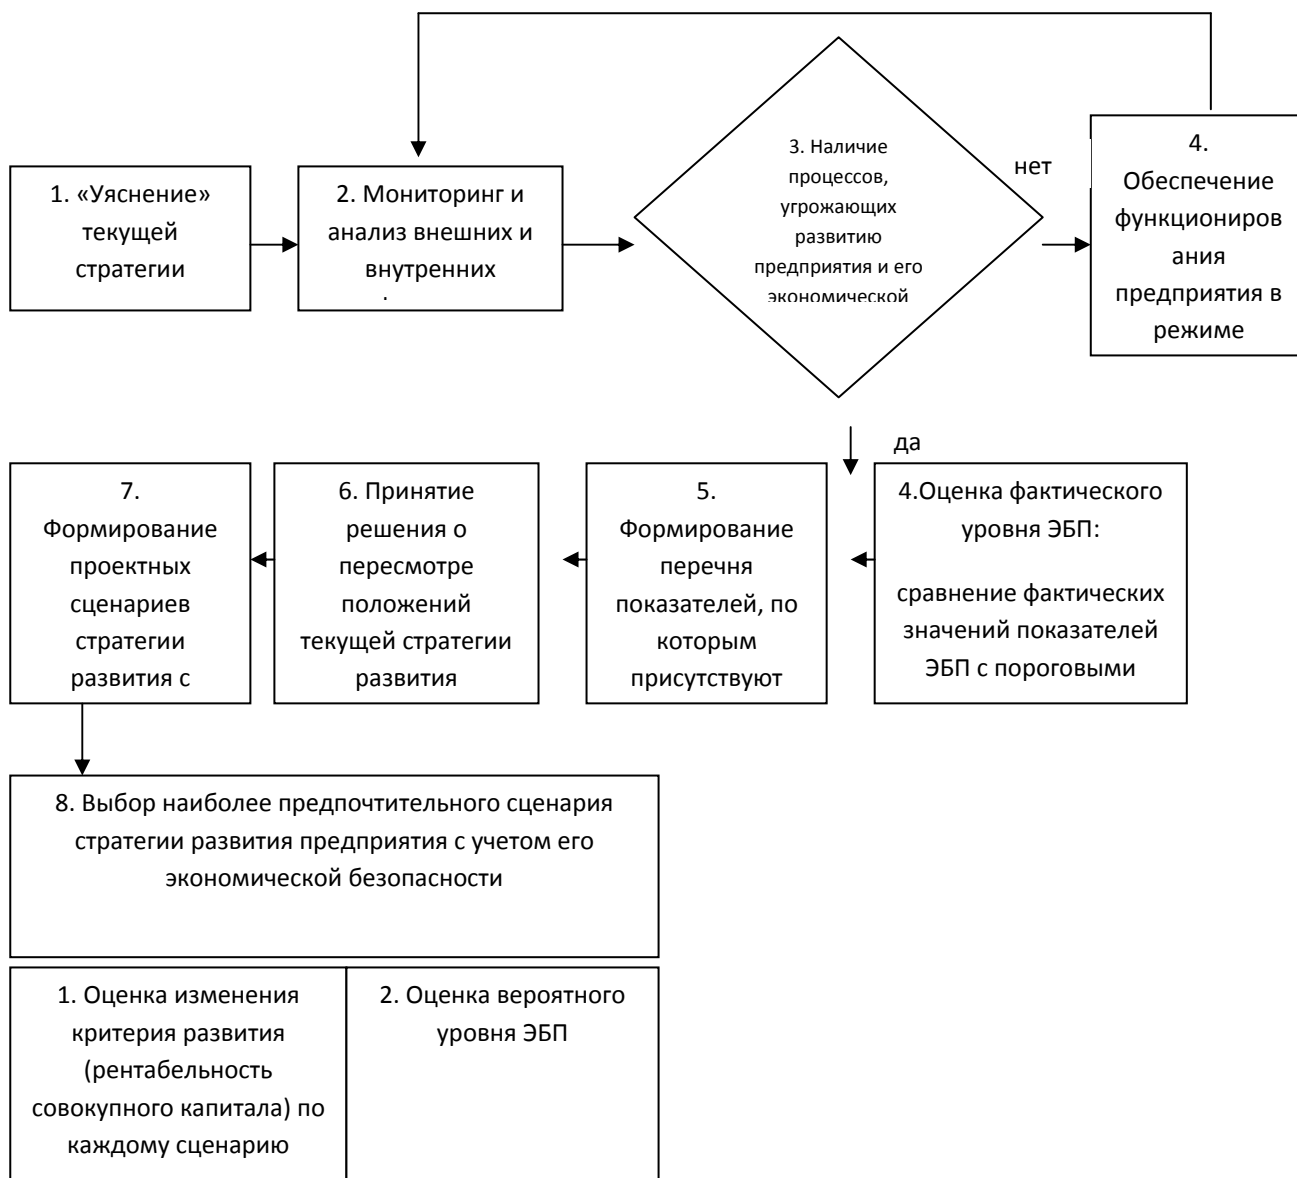 1. «Уяснение»
текущей
стратегии
2. Мониторинг и
анализ внешних и
внутренних
3. Наличие
процессов,
угрожающих
развитию
предприятия и его
экономической
нет
4.
Обеспечение
функциониров
ания
предприятия в
режиме
да
7.
Формирование
проектных
сценариев
стратегии
развития с
6. Принятие
решения о
пересмотре
положений
текущей стратегии
развития
5.
Формирование
перечня
показателей, по
которым
присутствуют
4.Оценка фактического
уровня ЭБП:
сравнение фактических
значений показателей
ЭБП с пороговыми
8. Выбор наиболее предпочтительного сценария
стратегии развития предприятия с учетом его
экономической безопасности
1. Оценка изменения
критерия развития
(рентабельность
совокупного капитала) по
каждому сценарию
2. Оценка вероятного
уровня ЭБП